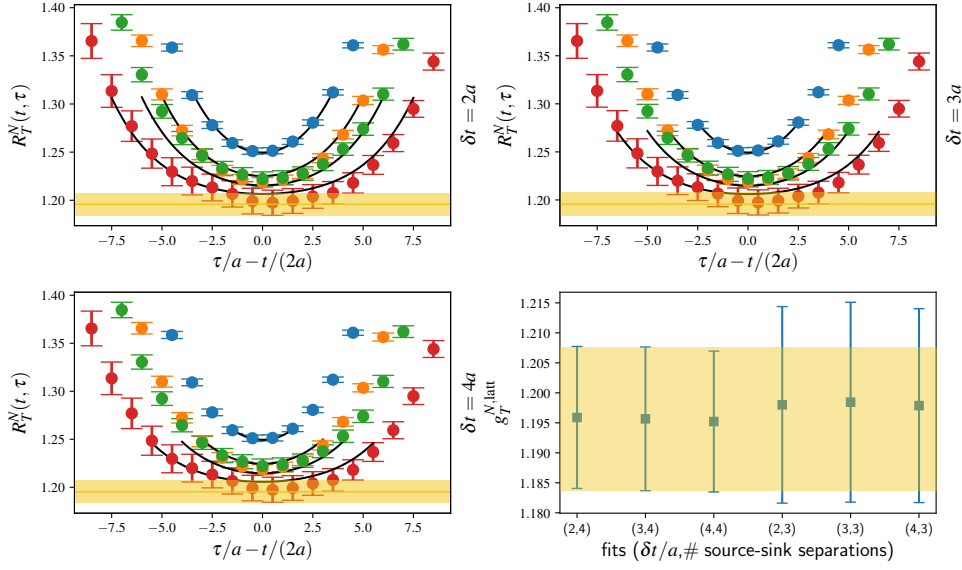 1.40
1.35
1.30
1.25
1.20
R_T^N(t, τ)
−7.5 −5.0 −2.5 0.0 2.5 5.0 7.5
τ/a − t/(2a)
δt = 2a
1.40
1.35
1.30
1.25
1.20
R_T^N(t, τ)
−7.5 −5.0 −2.5 0.0 2.5 5.0 7.5
τ/a − t/(2a)
δt = 3a
1.40
1.35
1.30
1.25
1.20
R_T^N(t, τ)
−7.5 −5.0 −2.5 0.0 2.5 5.0 7.5
τ/a − t/(2a)
δt = 4a
1.215
1.210
1.205
1.200
1.195
1.190
1.185
1.180
g_T^{N,latt}
(2,4) (3,4) (4,4) (2,3) (3,3) (4,3)
fits (δt/a,# source-sink separations)